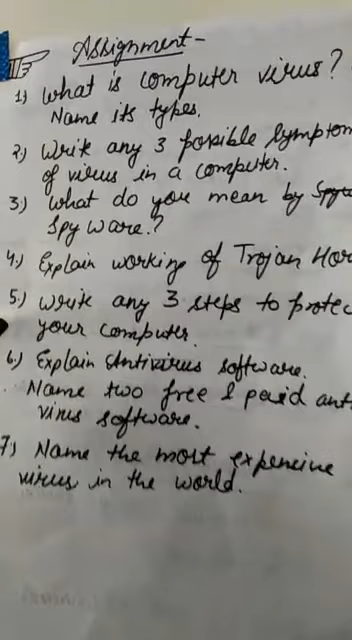 Assignment -
1.) What is computer virus?
Name its types.
2.) Write any 3 possible Symptom
of virus in a computer.
3.) What do you mean by
Spy ware.?
4.) Explain working of Trojan Hor
5.) Write any 3 steps to protec
your computer.
6.) Explain Antivirus software.
Name two free & paid ant
virus software.
7.) Name the most expencive
virus in the world.